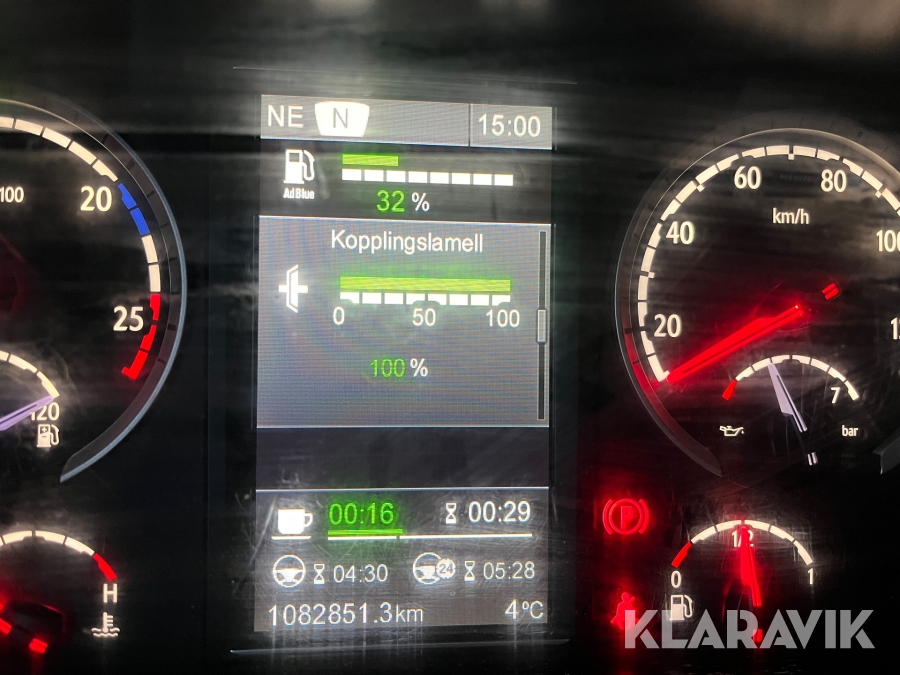 NE N 15:00
AdBlue
32 %
Kopplingslamell
0 50 100
100 %
00:16 00:29
04:30 24 05:28
1082851.3km 4°C
100
20
25
120
H
20
40
60
80
100
km/h
7
bar
P
0 1/2 1
KLARAVIK